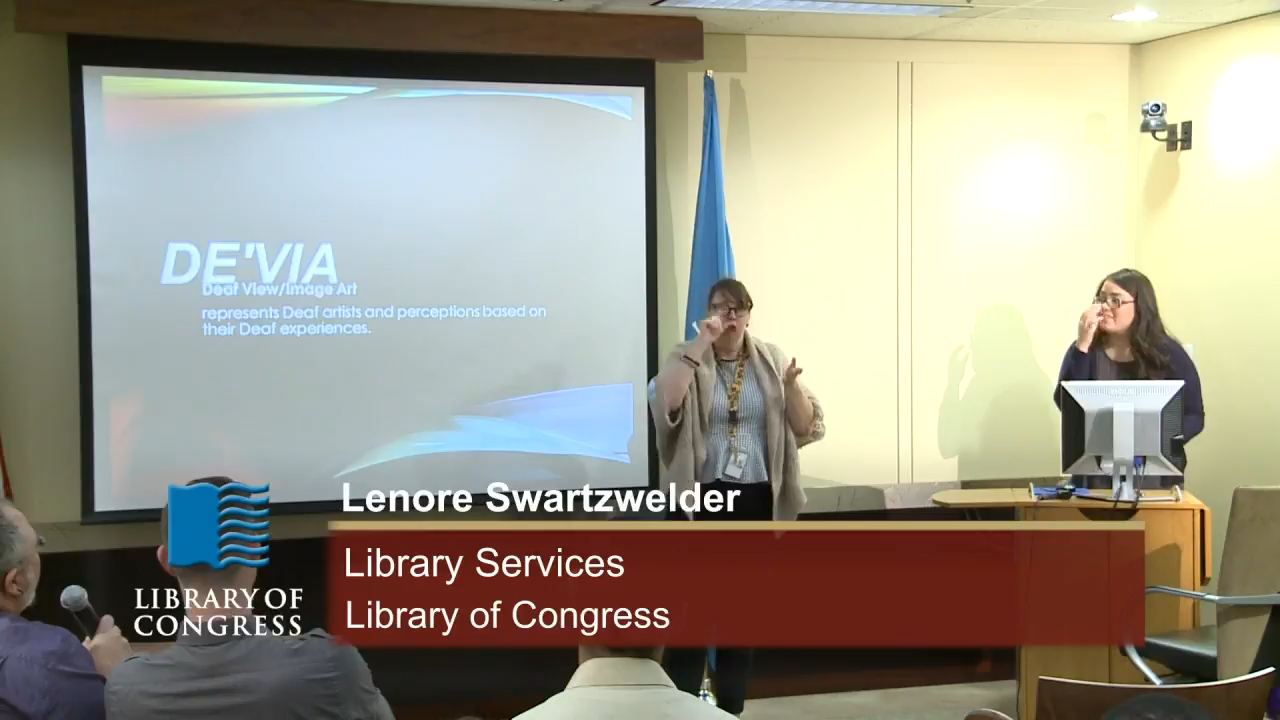 DE'VIA
Deaf View/Image Art
represents Deaf artists and perceptions based on
their Deaf experiences.
Lenore Swartzwelder
Library Services
Library of Congress
LIBRARY OF
CONGRESS